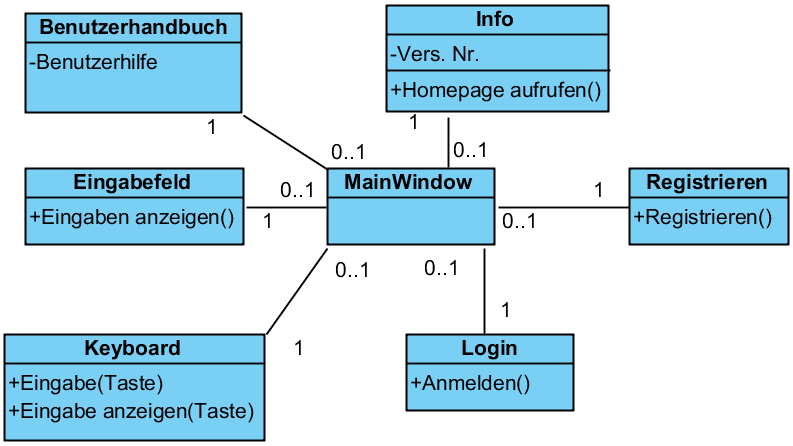 Benutzerhandbuch
-Benutzerhilfe
1
0..1
Info
-Vers. Nr.
+Homepage aufrufen()
1
0..1
Eingabefeld
+Eingaben anzeigen()
0..1
1
MainWindow
1
0..1
Registrieren
+Registrieren()
0..1
1
Keyboard
+Eingabe(Taste)
+Eingabe anzeigen(Taste)
0..1
1
Login
+Anmelden()